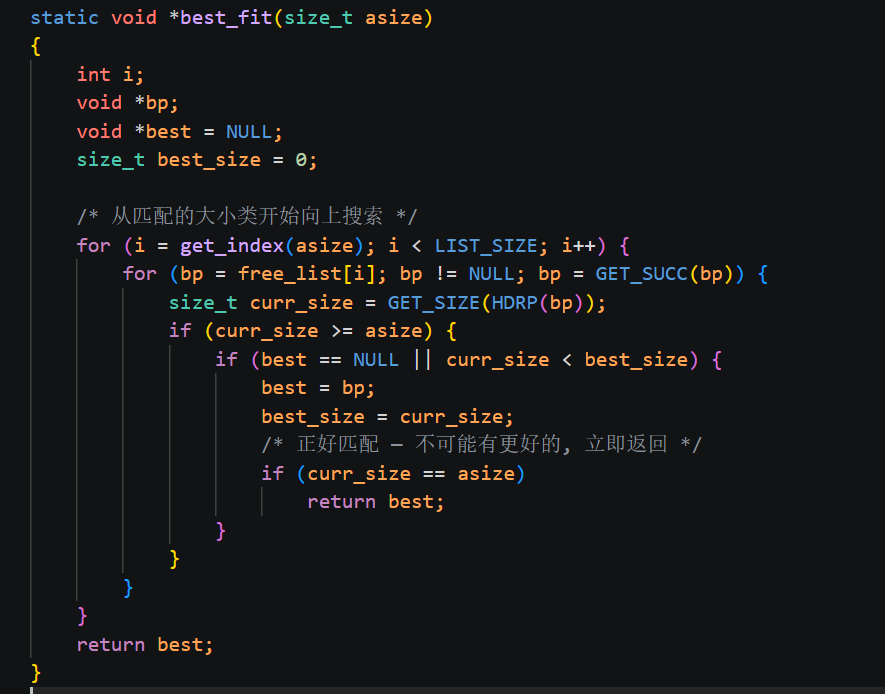 static void *best_fit(size_t asize)
{
    int i;
    void *bp;
    void *best = NULL;
    size_t best_size = 0;

    /* 从匹配的大小类开始向上搜索 */
    for (i = get_index(asize); i < LIST_SIZE; i++) {
        for (bp = free_list[i]; bp != NULL; bp = GET_SUCC(bp)) {
            size_t curr_size = GET_SIZE(HDRP(bp));
            if (curr_size >= asize) {
                if (best == NULL || curr_size < best_size) {
                    best = bp;
                    best_size = curr_size;
                    /* 正好匹配 — 不可能有更好的, 立即返回 */
                    if (curr_size == asize)
                        return best;
                }
            }
        }
    }
    return best;
}